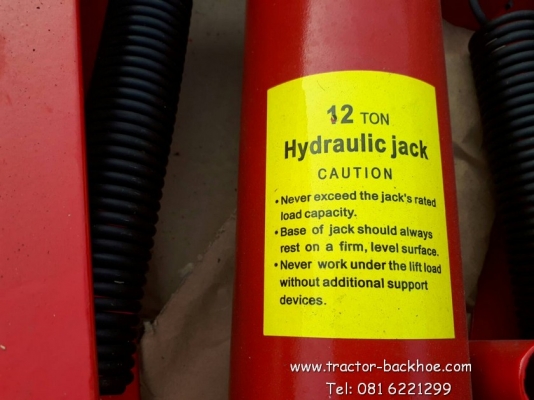 12 TON
Hydraulic jack
CAUTION
•Never exceed the jack's rated
load capacity.
•Base of jack should always
rest on a firm, level surface.
•Never work under the lift load
without additional support
devices.
www.tractor-backhoe.com
Tel: 081 6221299